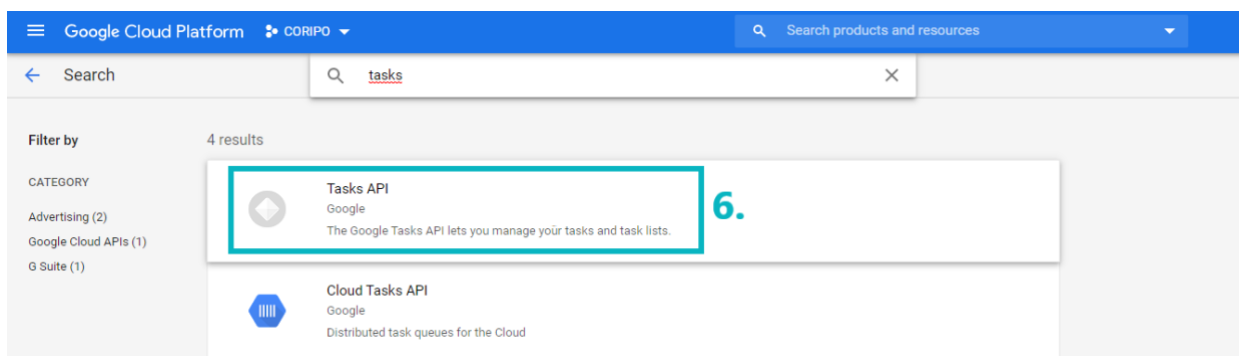 Google Cloud Platform CORIPO Search products and resources
Search tasks
Filter by 4 results
CATEGORY
Advertising (2)
Google Cloud APIs (1)
G Suite (1)
Tasks API
Google
The Google Tasks API lets you manage your tasks and task lists.
6.
Cloud Tasks API
Google
Distributed task queues for the Cloud